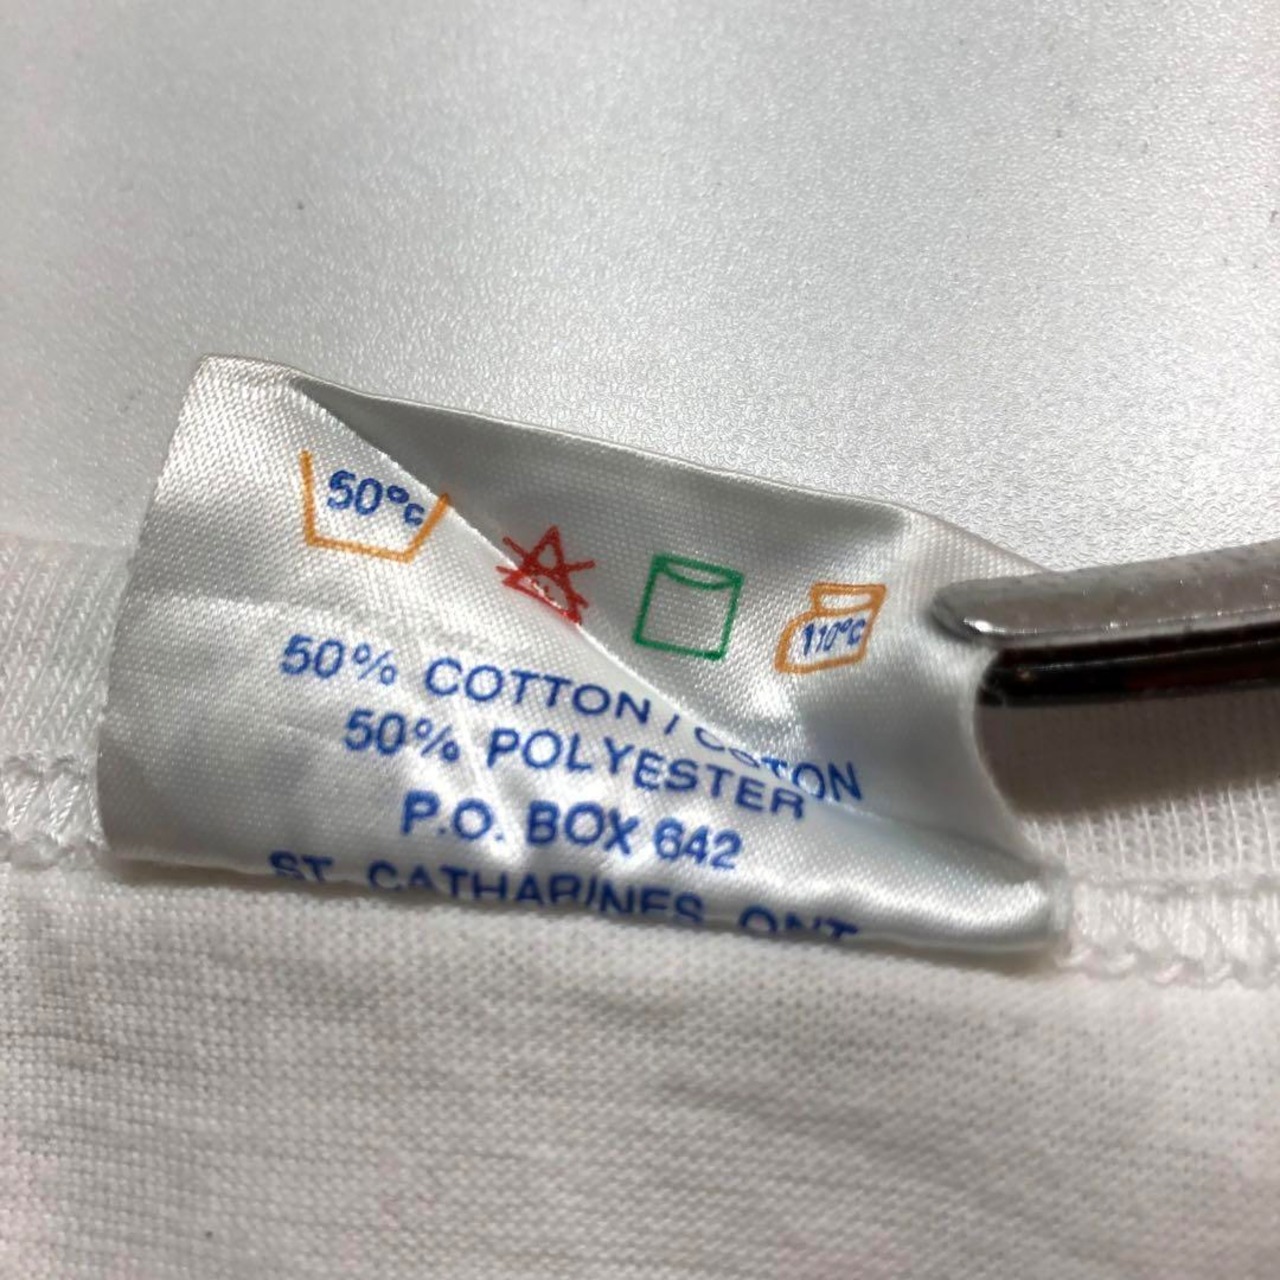 50°c
110°C
50% COTTON / COTON
50% POLYESTER
P.O. BOX 642
ST. CATHARINES, ONT